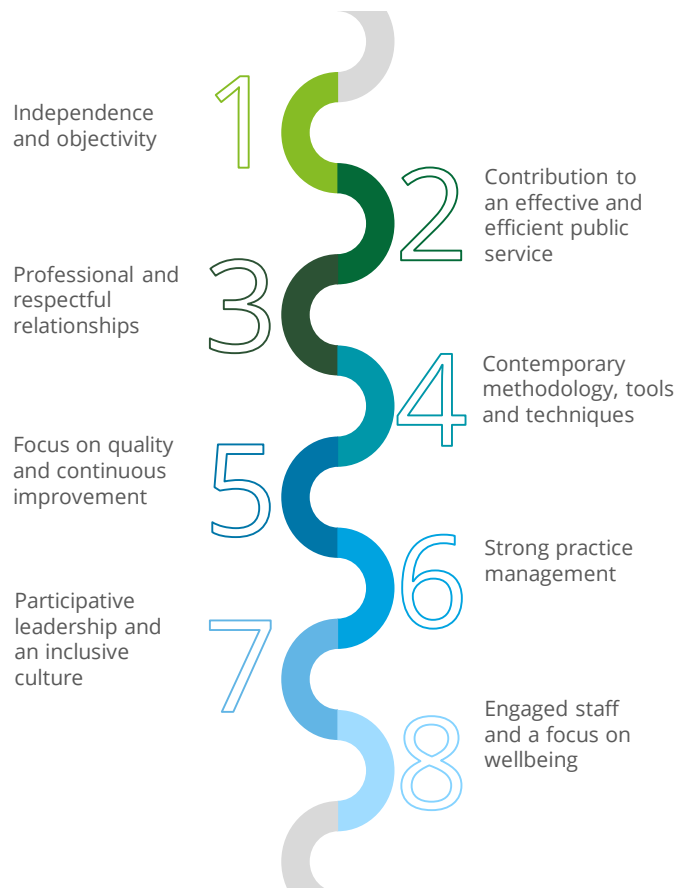 1
Independence
and objectivity
2
Contribution to
an effective and
efficient public
service
3
Professional and
respectful
relationships
4
Contemporary
methodology, tools
and techniques
5
Focus on quality
and continuous
improvement
6
Strong practice
management
7
Participative
leadership and
an inclusive
culture
8
Engaged staff
and a focus on
wellbeing